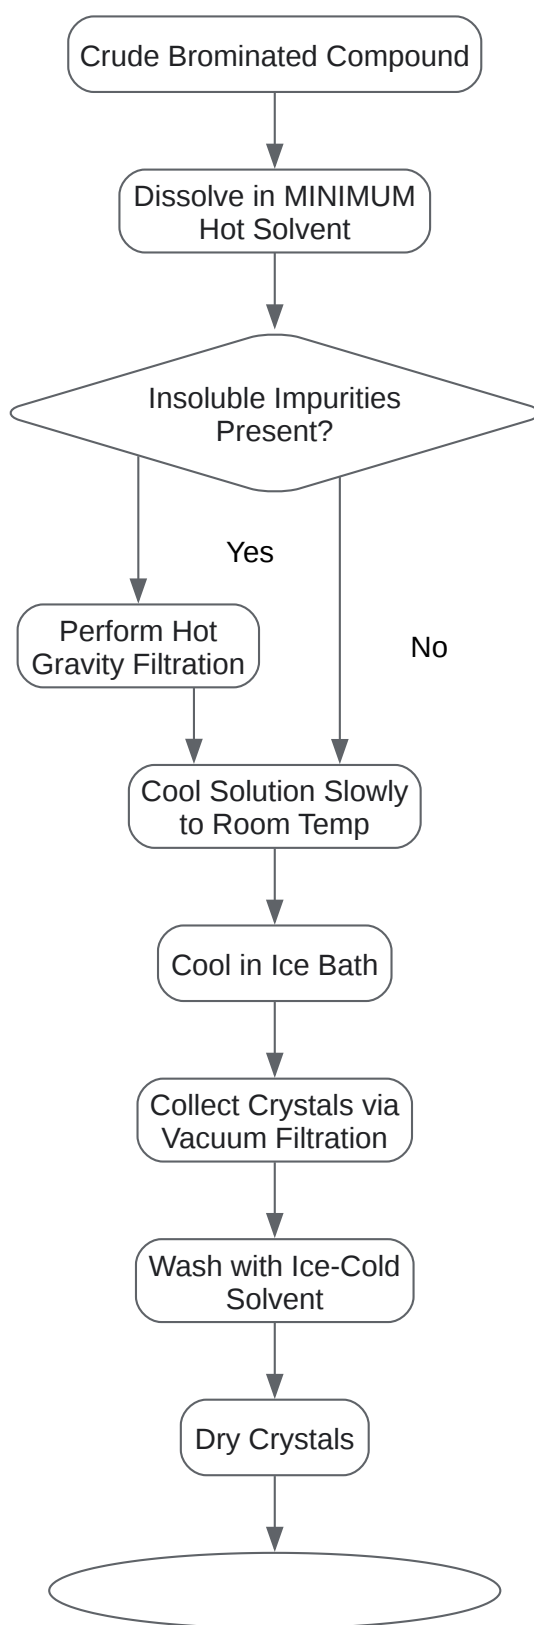 Crude Brominated Compound
Dissolve in MINIMUM
Hot Solvent
Insoluble Impurities
Present?
Yes
Perform Hot
Gravity Filtration
No
Cool Solution Slowly
to Room Temp
Cool in Ice Bath
Collect Crystals via
Vacuum Filtration
Wash with Ice-Cold
Solvent
Dry Crystals